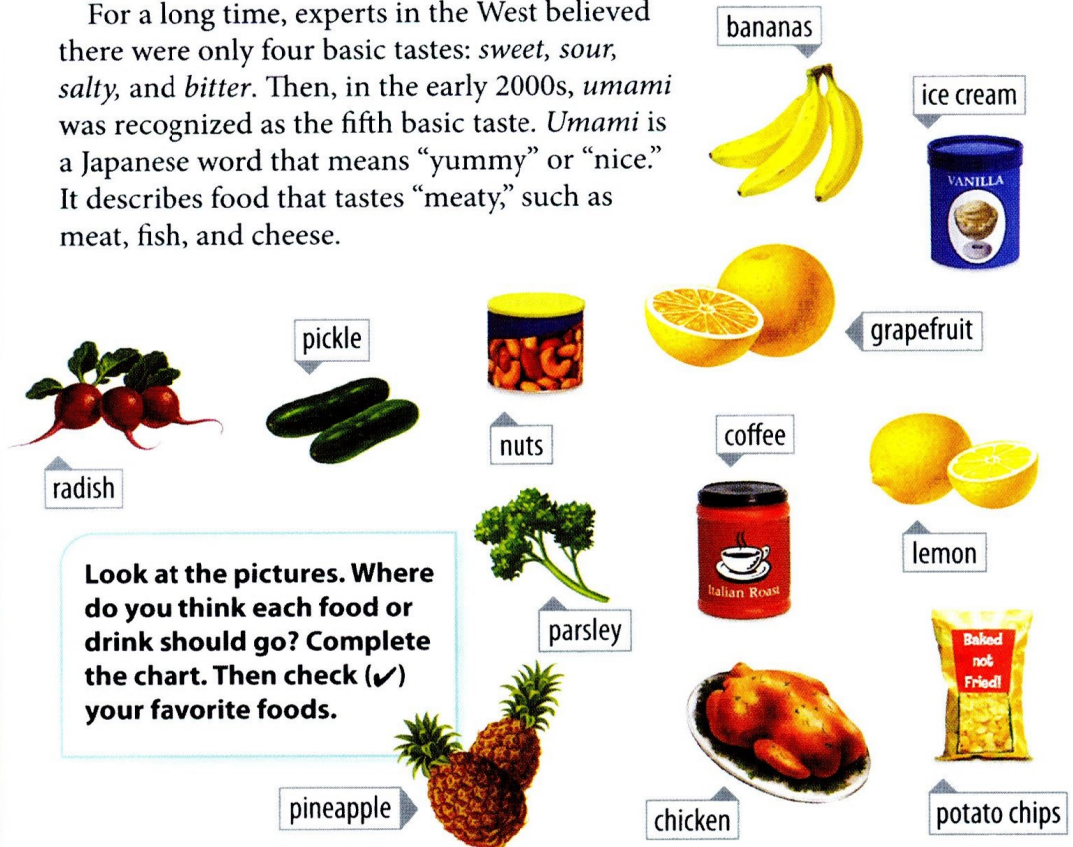 For a long time, experts in the West believed
there were only four basic tastes: sweet, sour,
salty, and bitter. Then, in the early 2000s, umami
was recognized as the fifth basic taste. Umami is
a Japanese word that means “yummy” or “nice.”
It describes food that tastes “meaty,” such as
meat, fish, and cheese.
bananas
ice cream
VANILLA
grapefruit
pickle
radish
nuts
coffee
Italian Roast
lemon
parsley
Look at the pictures. Where
do you think each food or
drink should go? Complete
the chart. Then check (✔)
your favorite foods.
Baked
not
Fried!
pineapple
chicken
potato chips